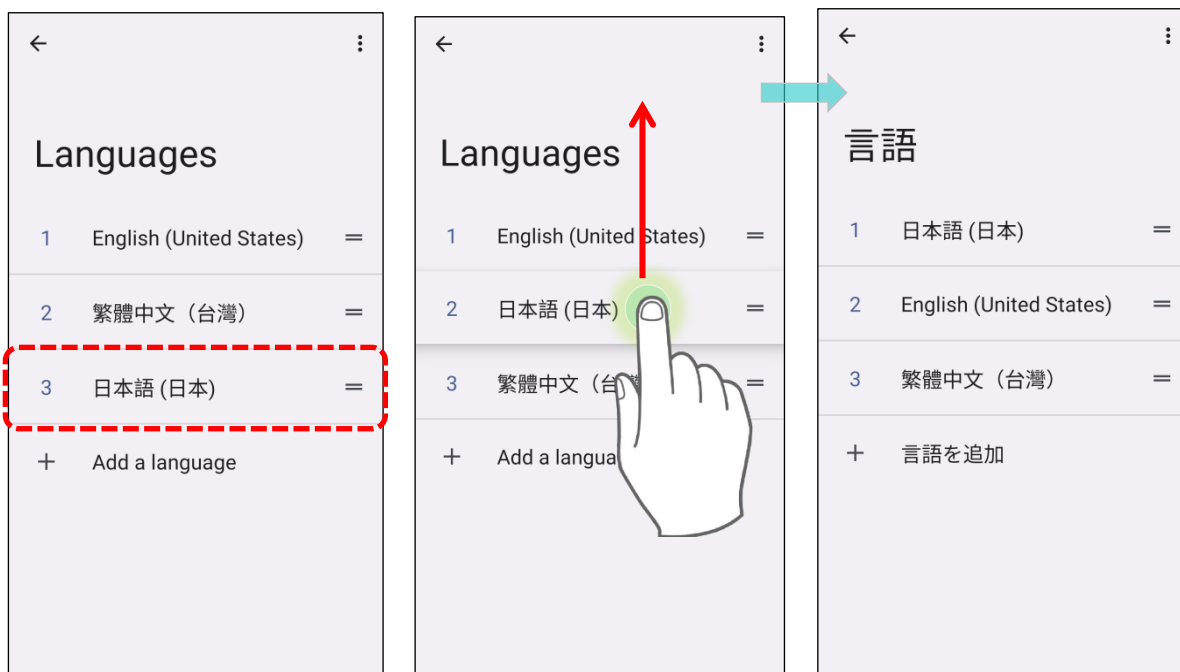 Languages
1 English (United States)
2 繁體中文（台灣）
3 日本語 (日本)
Add a language
Languages
1 English (United States)
2 日本語 (日本)
3 繁體中文（台
Add a langua
言語
1 日本語 (日本)
2 English (United States)
3 繁體中文（台灣）
言語を追加